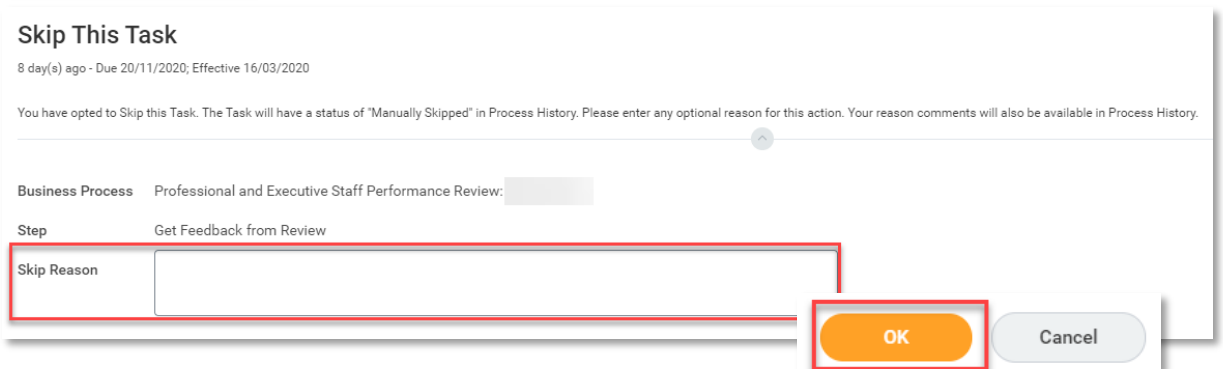 Skip This Task
8 day(s) ago - Due 20/11/2020; Effective 16/03/2020
You have opted to Skip this Task. The Task will have a status of "Manually Skipped" in Process History. Please enter any optional reason for this action. Your reason comments will also be available in Process History.
Business Process Professional and Executive Staff Performance Review:
Step Get Feedback from Review
Skip Reason
OK Cancel